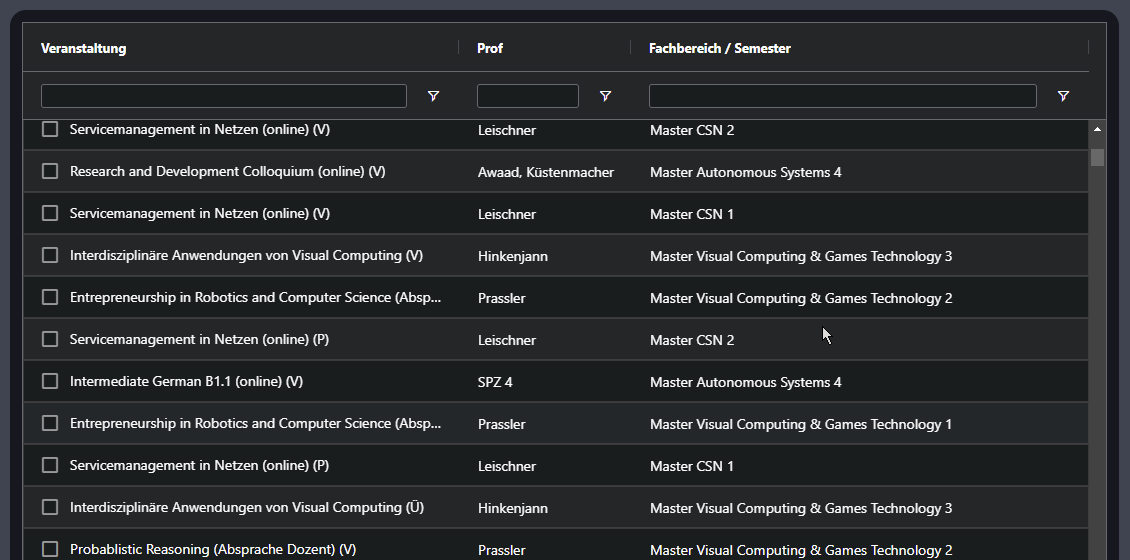 Veranstaltung Prof Fachbereich / Semester
Servicemanagement in Netzen (online) (V) Leischner Master CSN 2
Research and Development Colloquium (online) (V) Awaad, Küstenmacher Master Autonomous Systems 4
Servicemanagement in Netzen (online) (V) Leischner Master CSN 1
Interdisziplinäre Anwendungen von Visual Computing (V) Hinkenjann Master Visual Computing & Games Technology 3
Entrepreneurship in Robotics and Computer Science (Absp... Prassler Master Visual Computing & Games Technology 2
Servicemanagement in Netzen (online) (P) Leischner Master CSN 2
Intermediate German B1.1 (online) (V) SPZ 4 Master Autonomous Systems 4
Entrepreneurship in Robotics and Computer Science (Absp... Prassler Master Visual Computing & Games Technology 1
Servicemanagement in Netzen (online) (P) Leischner Master CSN 1
Interdisziplinäre Anwendungen von Visual Computing (Ü) Hinkenjann Master Visual Computing & Games Technology 3
Probablistic Reasoning (Absprache Dozent) (V) Prassler Master Visual Computing & Games Technology 2